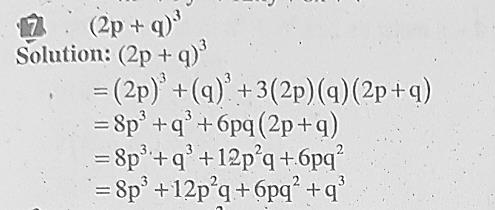 7 (2p + q)³
Solution: (2p + q)³
= (2p)³ + (q)³ + 3(2p)(q)(2p+q)
= 8p³ + q³ + 6pq(2p+q)
= 8p³ + q³ + 12p²q + 6pq²
= 8p³ + 12p²q + 6pq² + q³